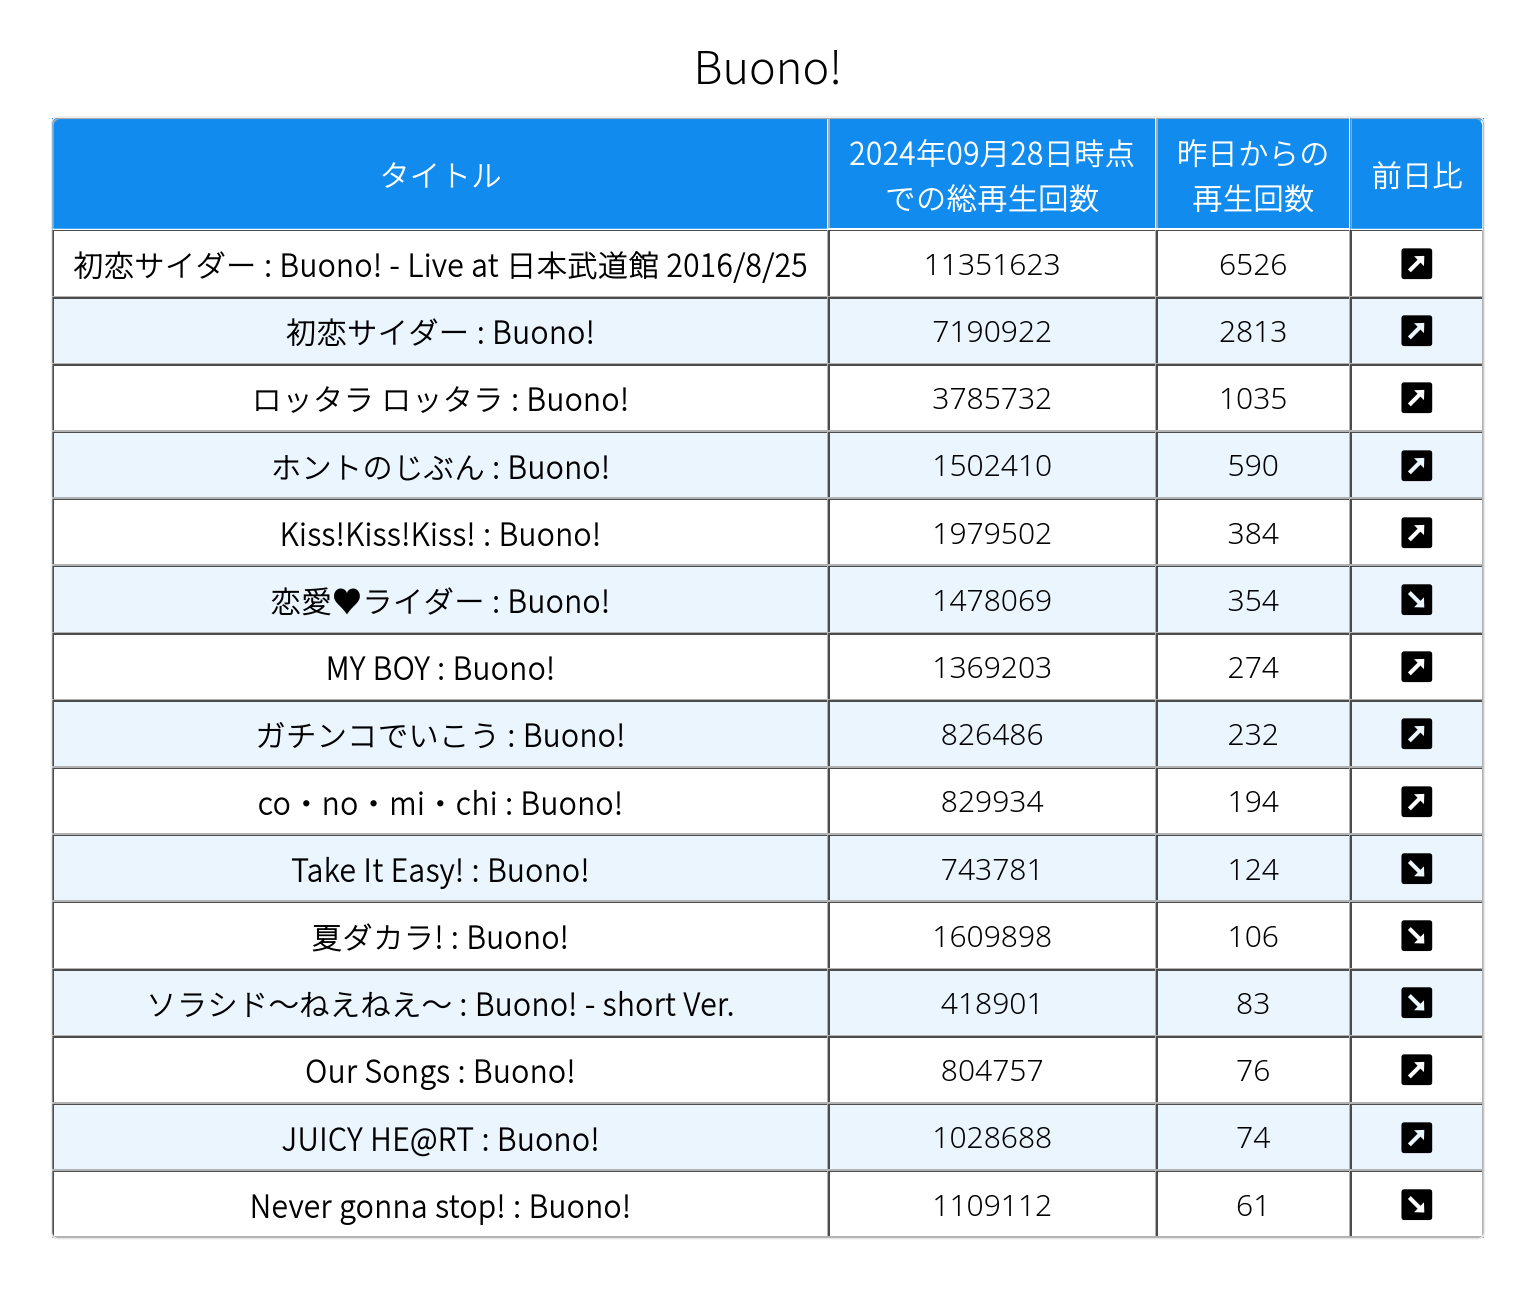 Buono!
タイトル
2024年09月28日時点
での総再生回数
昨日からの
再生回数
前日比
初恋サイダー : Buono! - Live at 日本武道館 2016/8/25 11351623 6526 ↗
初恋サイダー : Buono! 7190922 2813 ↗
ロッタラ ロッタラ : Buono! 3785732 1035 ↗
ホントのじぶん : Buono! 1502410 590 ↗
Kiss!Kiss!Kiss! : Buono! 1979502 384 ↗
恋愛♥ライダー : Buono! 1478069 354 ↘
MY BOY : Buono! 1369203 274 ↗
ガチンコでいこう : Buono! 826486 232 ↗
co・no・mi・chi : Buono! 829934 194 ↗
Take It Easy! : Buono! 743781 124 ↘
夏ダカラ! : Buono! 1609898 106 ↘
ソラシド〜ねえねえ〜 : Buono! - short Ver. 418901 83 ↘
Our Songs : Buono! 804757 76 ↗
JUICY HE@RT : Buono! 1028688 74 ↗
Never gonna stop! : Buono! 1109112 61 ↘